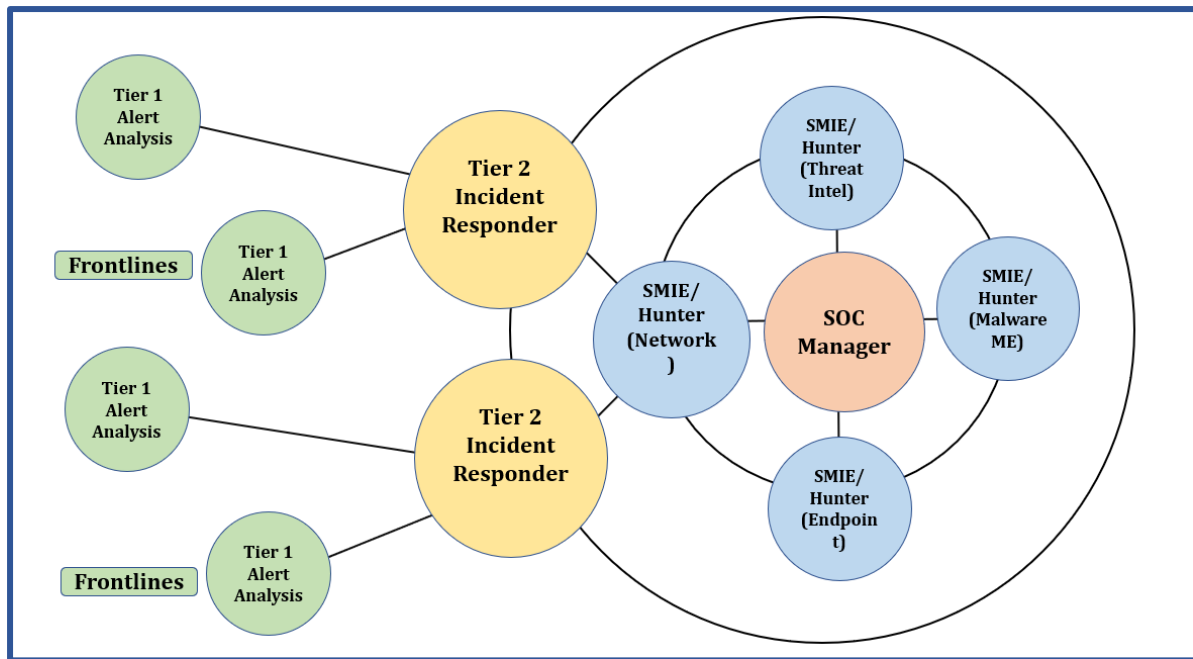 Tier 1
Alert
Analysis
Tier 2
Incident
Responder
SMIE/
Hunter
(Threat
Intel)
Frontlines
Tier 1
Alert
Analysis
SMIE/
Hunter
(Network
)
SOC
Manager
SMIE/
Hunter
(Malware
ME)
Tier 1
Alert
Analysis
Tier 2
Incident
Responder
SMIE/
Hunter
(Endpoin
t)
Frontlines
Tier 1
Alert
Analysis